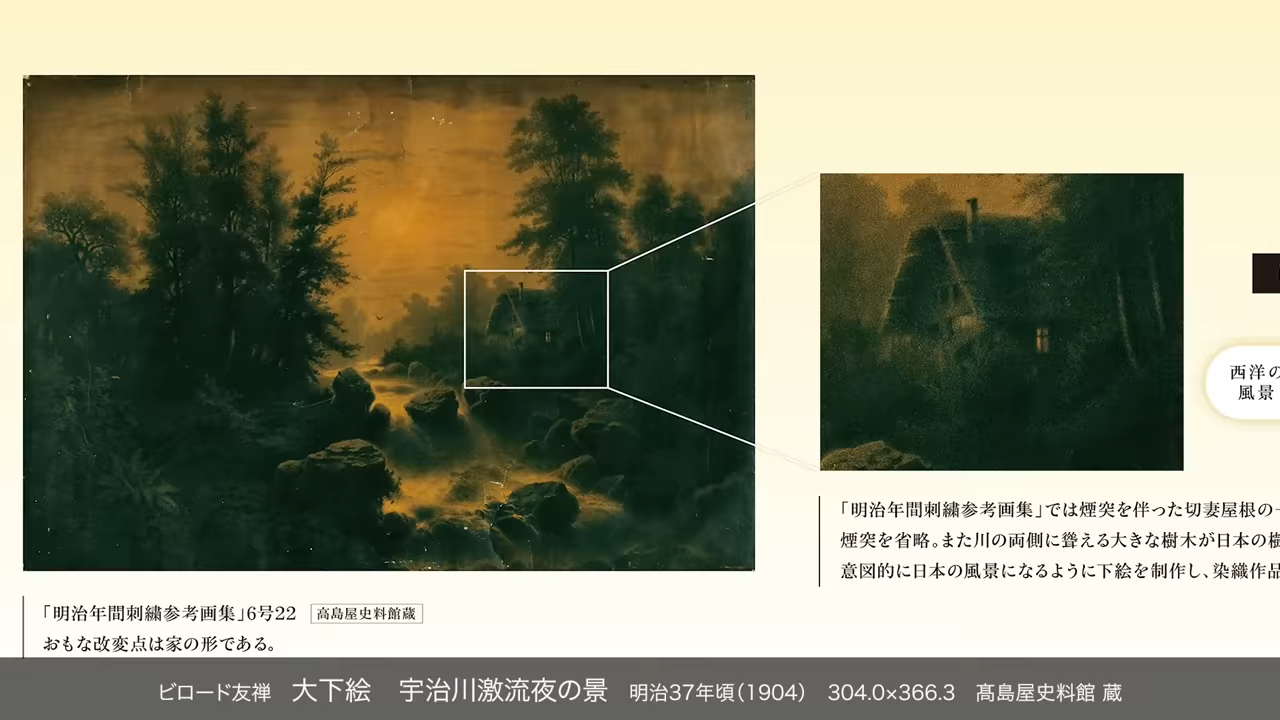 西洋の
風景
「明治年間刺繍参考画集」では煙突を伴った切妻屋根の
煙突を省略。また川の両側に聳える大きな樹木が日本の樹
意図的に日本の風景になるように下絵を制作し、染織作品
「明治年間刺繍参考画集」6号22 高島屋史料館蔵
おもな改変点は家の形である。
ビロード友禅 大下絵 宇治川激流夜の景 明治37年頃(1904) 304.0×366.3 髙島屋史料館 蔵